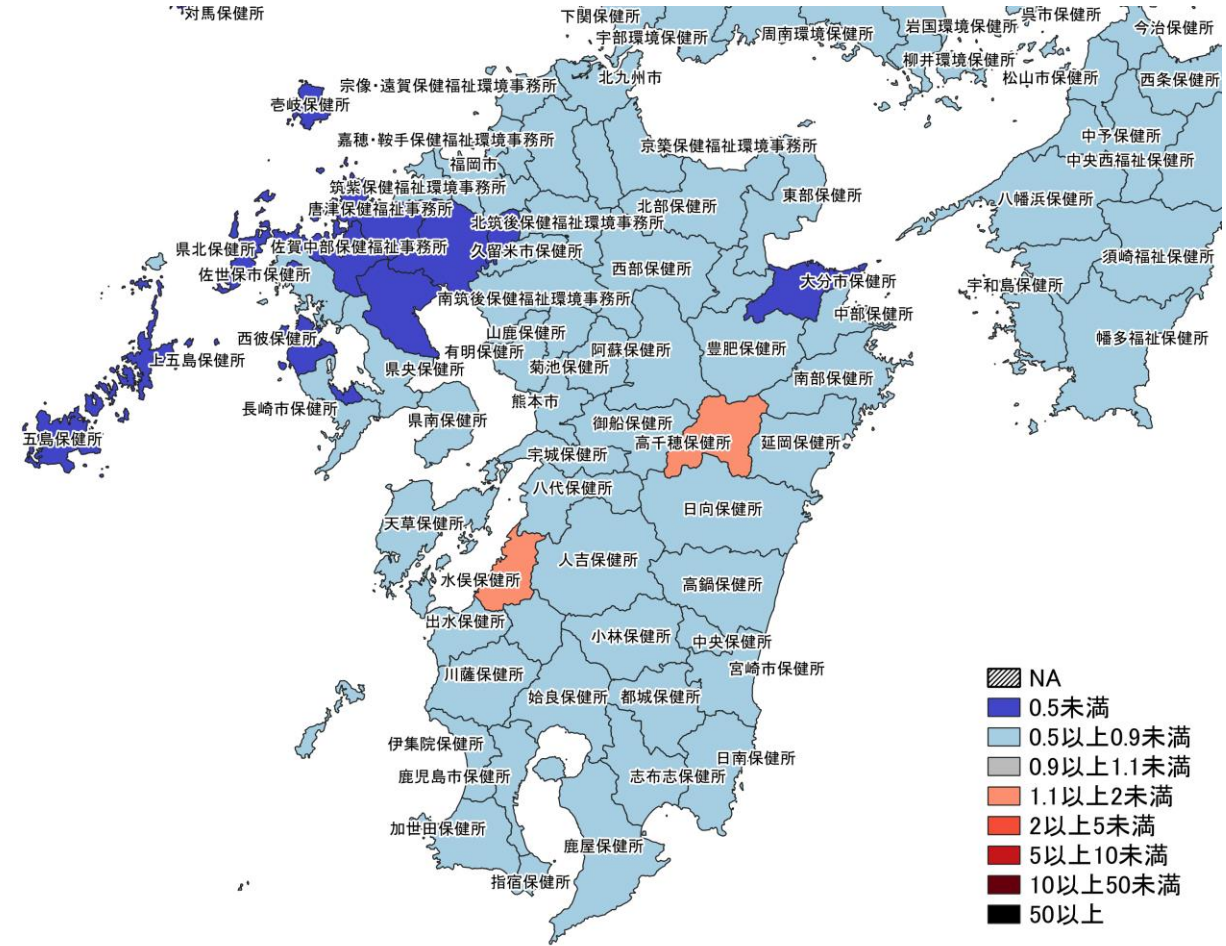 対馬保健所
下関保健所
宇部環境保健所
周南環境保健所
岩国環境保健所
呉市保健所
今治保健所
柳井環境保健所
松山市保健所
西条保健所
北九州市
宗像・遠賀保健福祉環境事務所
壱岐保健所
嘉穂・鞍手保健福祉環境事務所
京築保健福祉環境事務所
中予保健所
福岡市
中央西福祉保健所
筑紫保健福祉環境事務所
東部保健所
八幡浜保健所
唐津保健福祉事務所
北部保健所
北筑後保健福祉環境事務所
県北保健所
佐賀中部保健福祉事務所
久留米市保健所
佐世保市保健所
西部保健所
須崎福祉保健所
大分市保健所
宇和島保健所
南筑後保健福祉環境事務所
中部保健所
山鹿保健所
西彼保健所
幡多福祉保健所
有明保健所
阿蘇保健所
豊肥保健所
上五島保健所
県央保健所
菊池保健所
南部保健所
熊本市
長崎市保健所
県南保健所
御船保健所
五島保健所
高千穂保健所
延岡保健所
宇城保健所
八代保健所
日向保健所
天草保健所
人吉保健所
水俣保健所
高鍋保健所
出水保健所
小林保健所
中央保健所
宮崎市保健所
川薩保健所
姶良保健所
都城保健所
伊集院保健所
日南保健所
鹿児島市保健所
志布志保健所
加世田保健所
鹿屋保健所
指宿保健所
NA
0.5未満
0.5以上0.9未満
0.9以上1.1未満
1.1以上2未満
2以上5未満
5以上10未満
10以上50未満
50以上